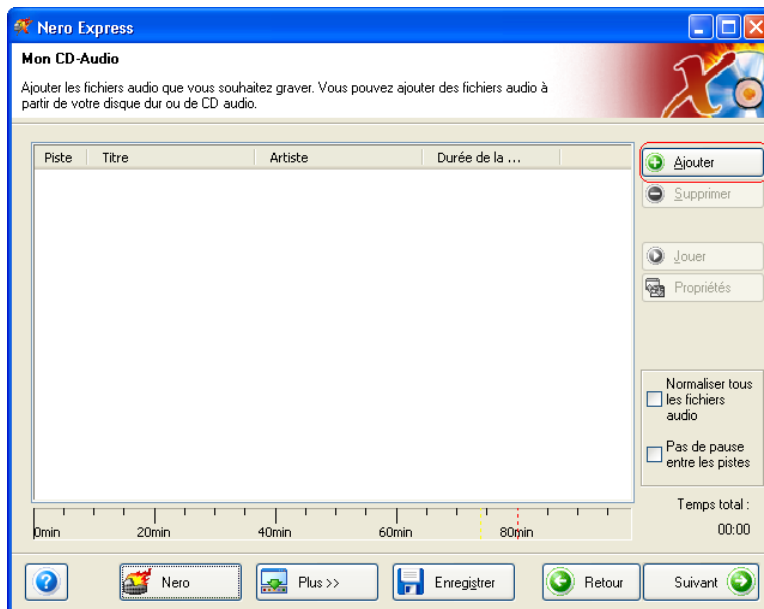 Nero Express
Mon CD-Audio
Ajouter les fichiers audio que vous souhaitez graver. Vous pouvez ajouter des fichiers audio à
partir de votre disque dur ou de CD audio.
Piste Titre Artiste Durée de la ...
Ajouter
Supprimer
Jouer
Propriétés
Normaliser tous
les fichiers
audio
Pas de pause
entre les pistes
Temps total :
00:00
0min 20min 40min 60min 80min
? Nero Plus >> Enregistrer Retour Suivant